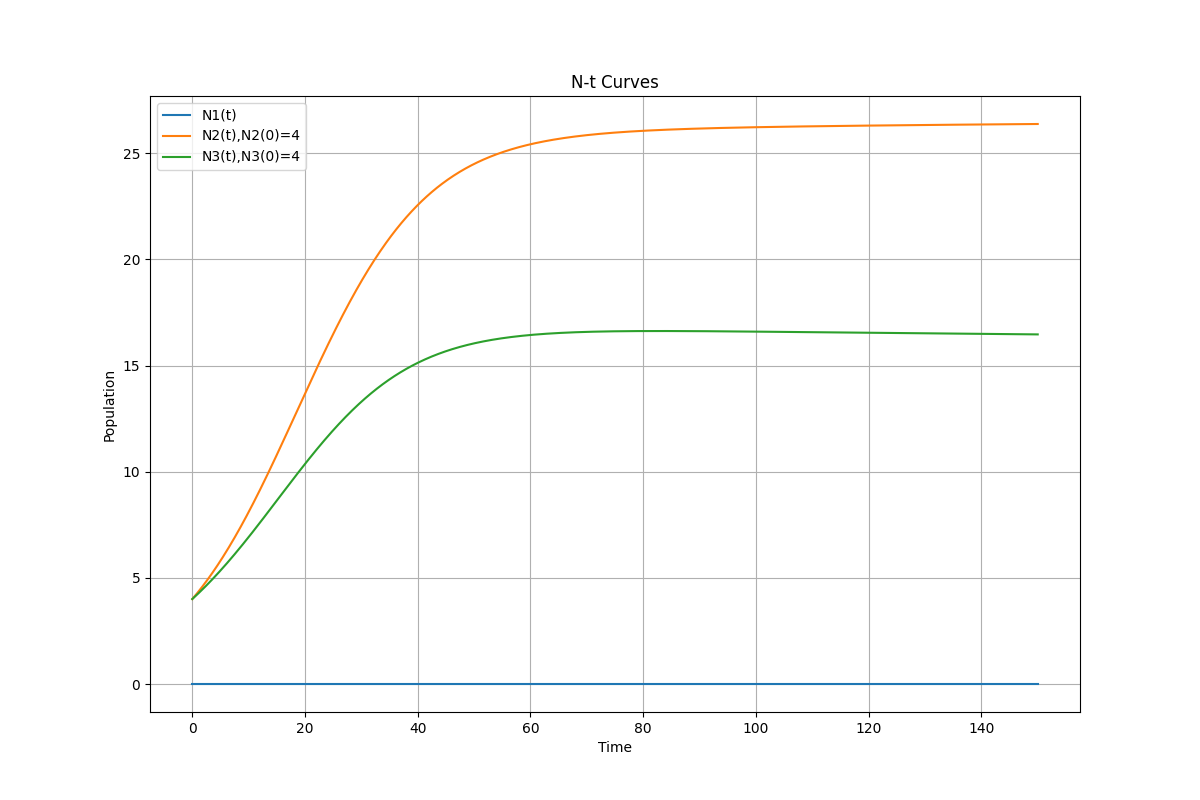 N-t Curves
N1(t)
N2(t),N2(0)=4
N3(t),N3(0)=4
25
20
15
10
5
0
Population
0 20 40 60 80 100 120 140
Time